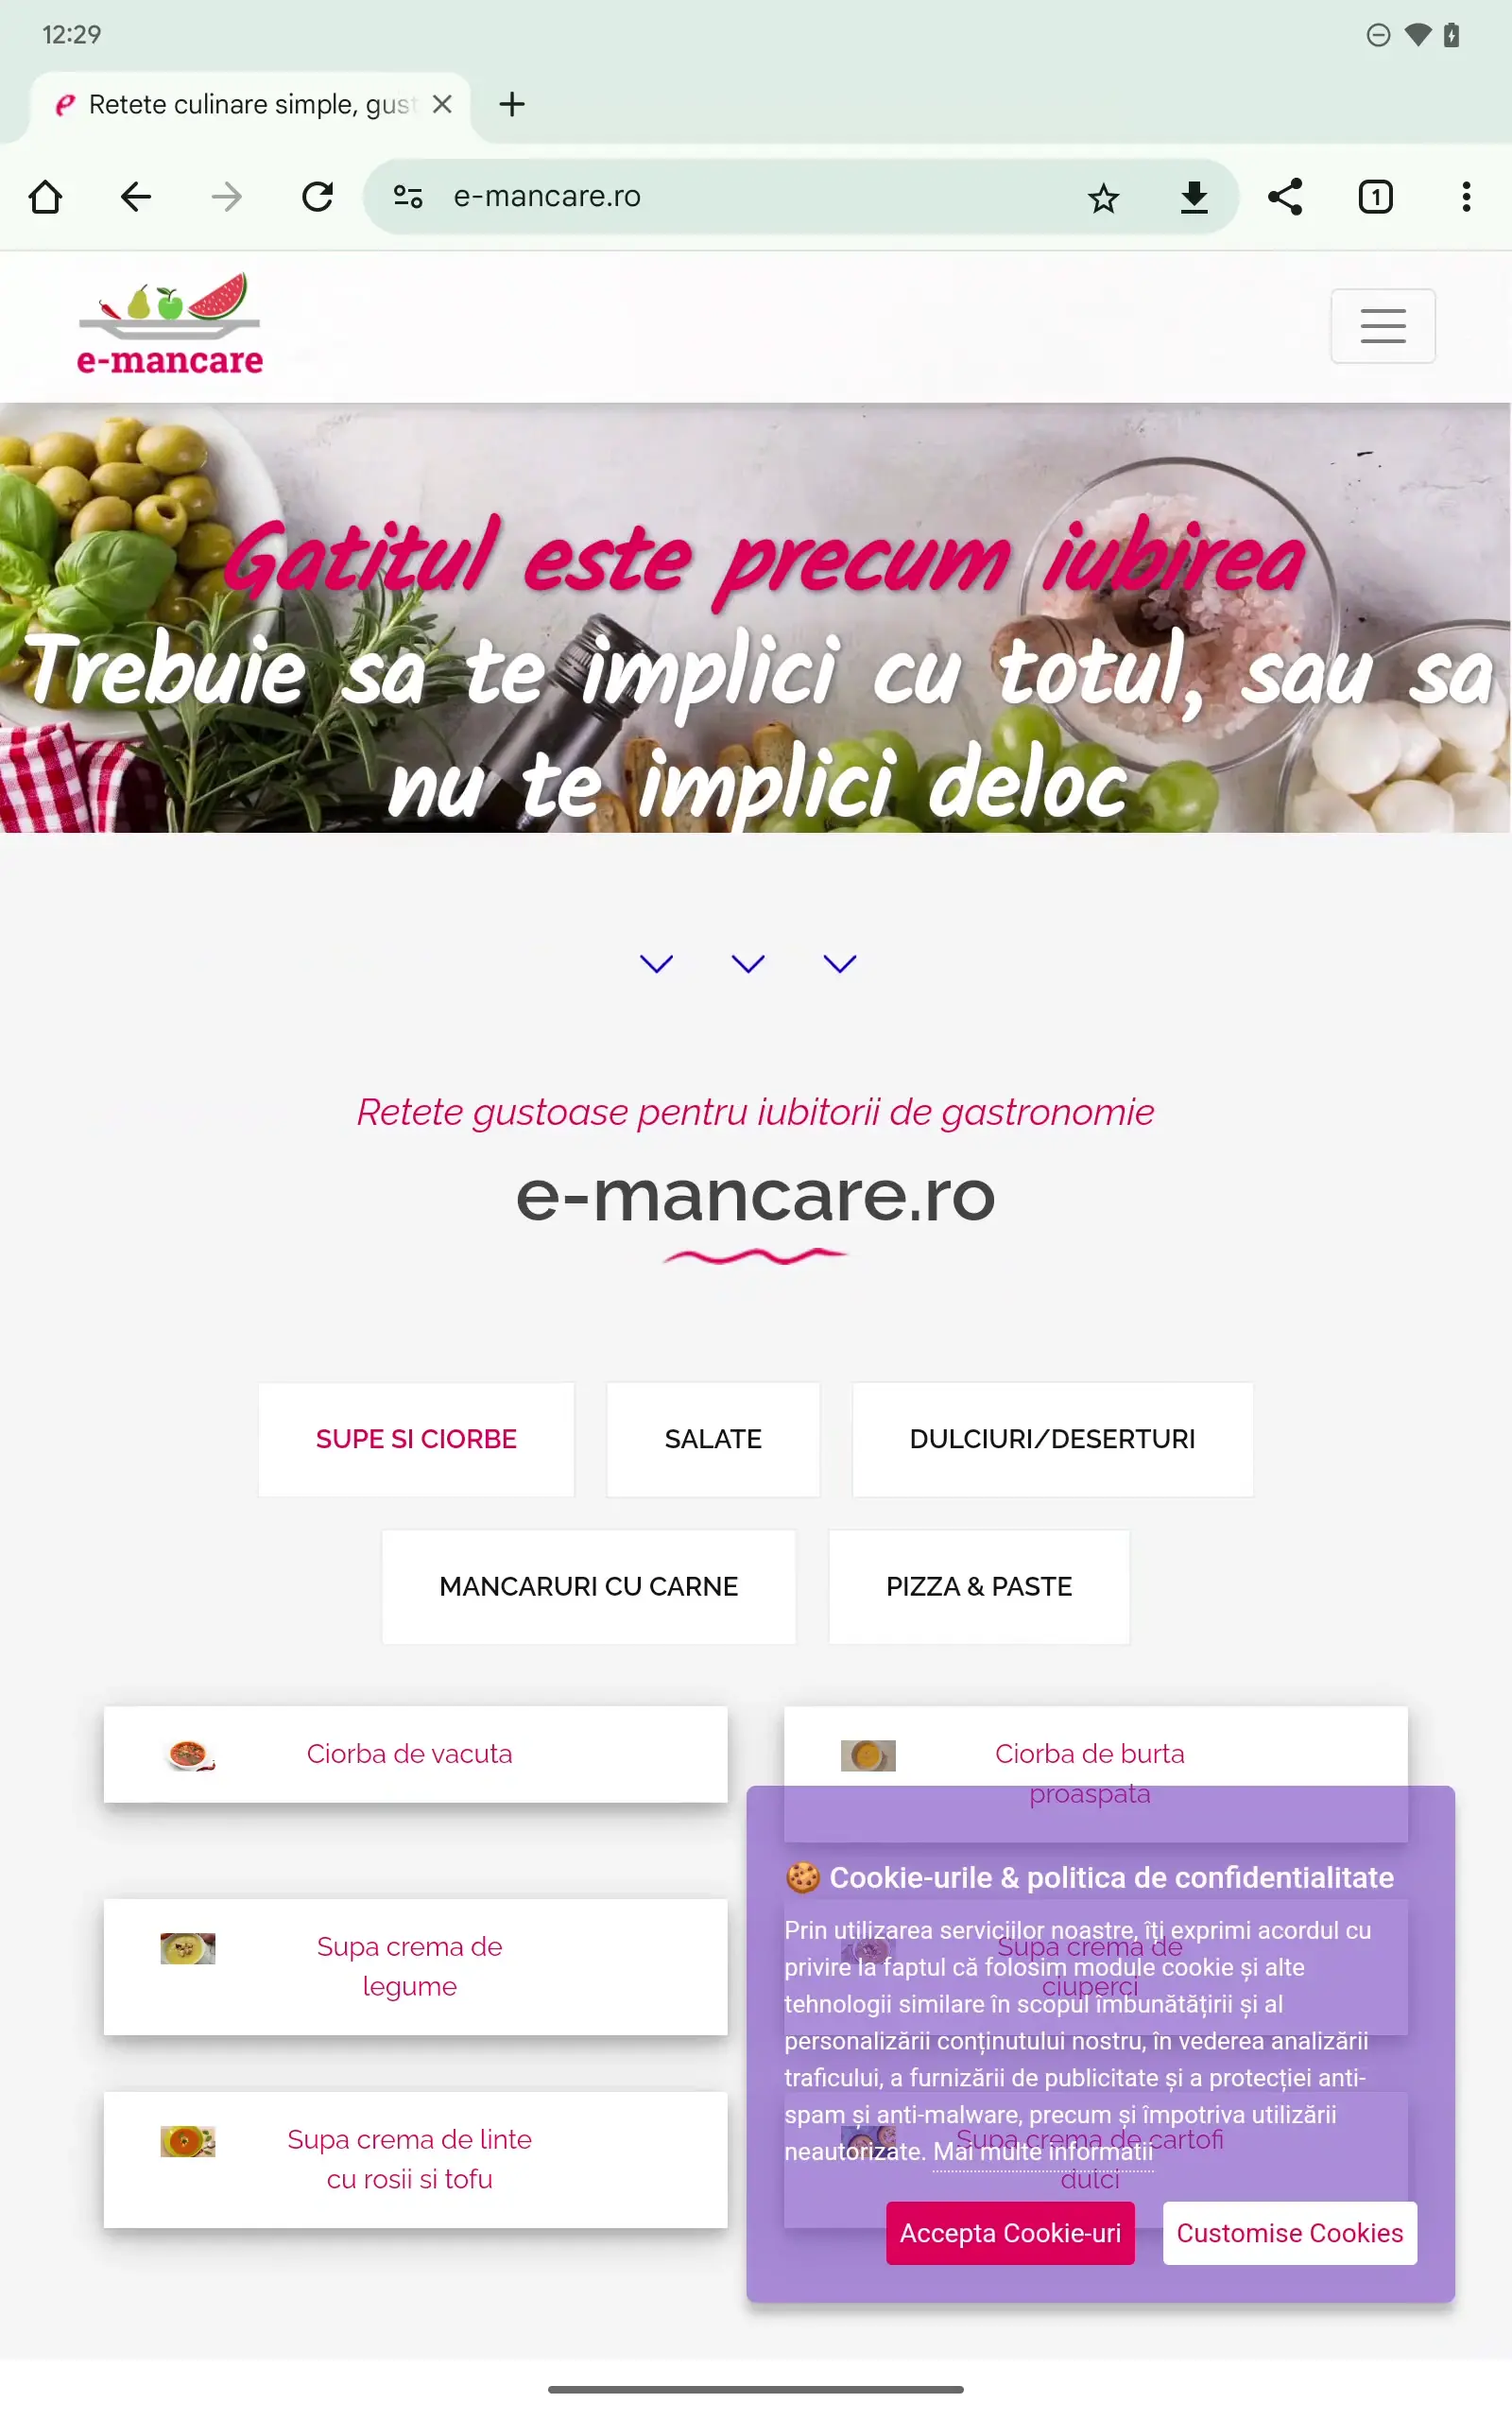 12:29
Retete culinare simple, gust
e-mancare.ro
1
e-mancare
Gatitul este precum iubirea
Trebuie sa te implici cu totul, sau sa
nu te implici deloc
Retete gustoase pentru iubitorii de gastronomie
e-mancare.ro
SUPE SI CIORBE
SALATE
DULCIURI/DESERTURI
MANCARURI CU CARNE
PIZZA & PASTE
Ciorba de vacuta
Ciorba de burta
proaspata
Supa crema de
legume
Supa crema de
ciuperci
Supa crema de linte
cu rosii si tofu
Supa crema de cartofi
dulci
🍪 Cookie-urile & politica de confidentialitate
Prin utilizarea serviciilor noastre, îți exprimi acordul cu
privire la faptul că folosim module cookie și alte
tehnologii similare în scopul îmbunătățirii și al
personalizării conținutului nostru, în vederea analizării
traficului, a furnizării de publicitate și a protecției anti-
spam și anti-malware, precum și împotriva utilizării
neautorizate. Mai multe informatii
Accepta Cookie-uri
Customise Cookies